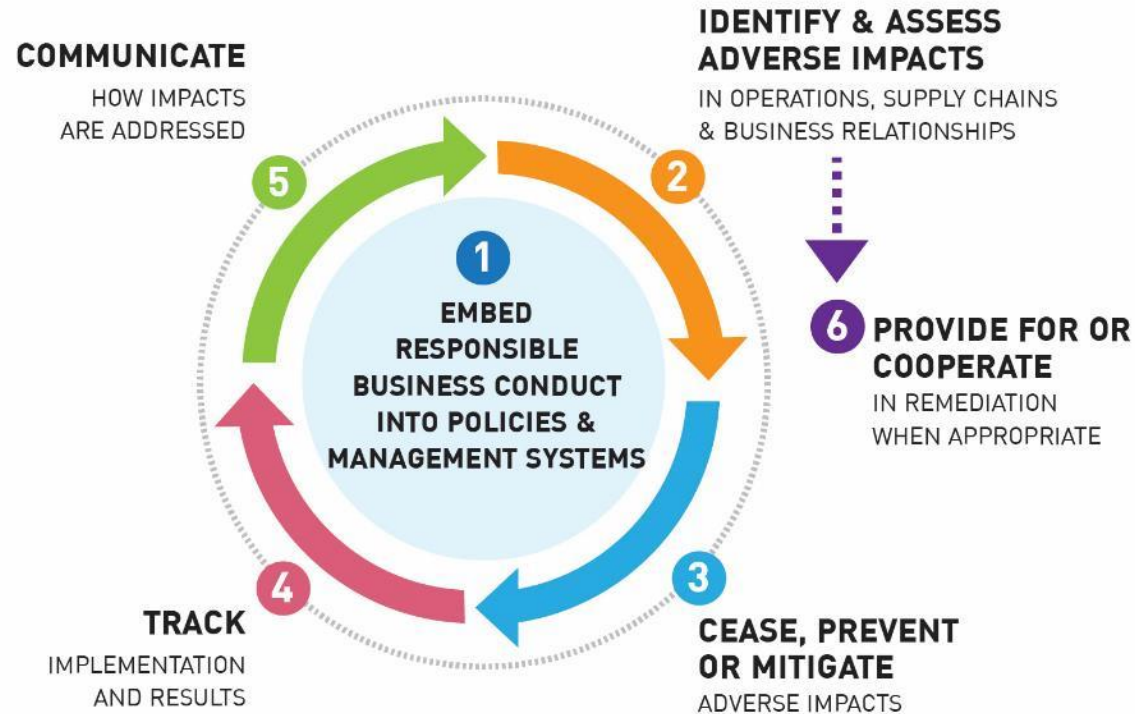 1
EMBED
RESPONSIBLE
BUSINESS CONDUCT
INTO POLICIES &
MANAGEMENT SYSTEMS
2
IDENTIFY & ASSESS
ADVERSE IMPACTS
IN OPERATIONS, SUPPLY CHAINS
& BUSINESS RELATIONSHIPS
3
CEASE, PREVENT
OR MITIGATE
ADVERSE IMPACTS
4
TRACK
IMPLEMENTATION
AND RESULTS
5
COMMUNICATE
HOW IMPACTS
ARE ADDRESSED
6
PROVIDE FOR OR
COOPERATE
IN REMEDIATION
WHEN APPROPRIATE